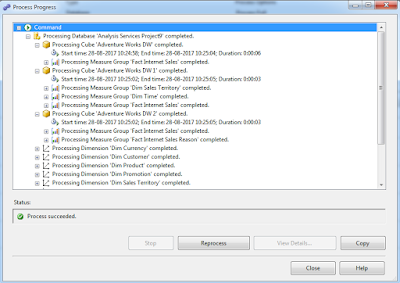 Process Progress
Command
Processing Database 'Analysis Services Project9' completed.
Processing Cube 'Adventure Works DW' completed.
Start time: 28-08-2017 10:24:58; End time: 28-08-2017 10:25:04; Duration: 0:00:06
Processing Measure Group 'Fact Internet Sales' completed.
Processing Cube 'Adventure Works DW 1' completed.
Start time: 28-08-2017 10:25:02; End time: 28-08-2017 10:25:05; Duration: 0:00:03
Processing Measure Group 'Dim Sales Territory' completed.
Processing Measure Group 'Dim Time' completed.
Processing Measure Group 'Fact Internet Sales' completed.
Processing Cube 'Adventure Works DW 2' completed.
Start time: 28-08-2017 10:25:02; End time: 28-08-2017 10:25:05; Duration: 0:00:03
Processing Measure Group 'Fact Internet Sales' completed.
Processing Measure Group 'Fact Internet Sales Reason' completed.
Processing Dimension 'Dim Currency' completed.
Processing Dimension 'Dim Customer' completed.
Processing Dimension 'Dim Product' completed.
Processing Dimension 'Dim Promotion' completed.
Processing Dimension 'Dim Sales Territory' completed.
Status:
Process succeeded.
Stop Reprocess View Details... Copy
Close Help